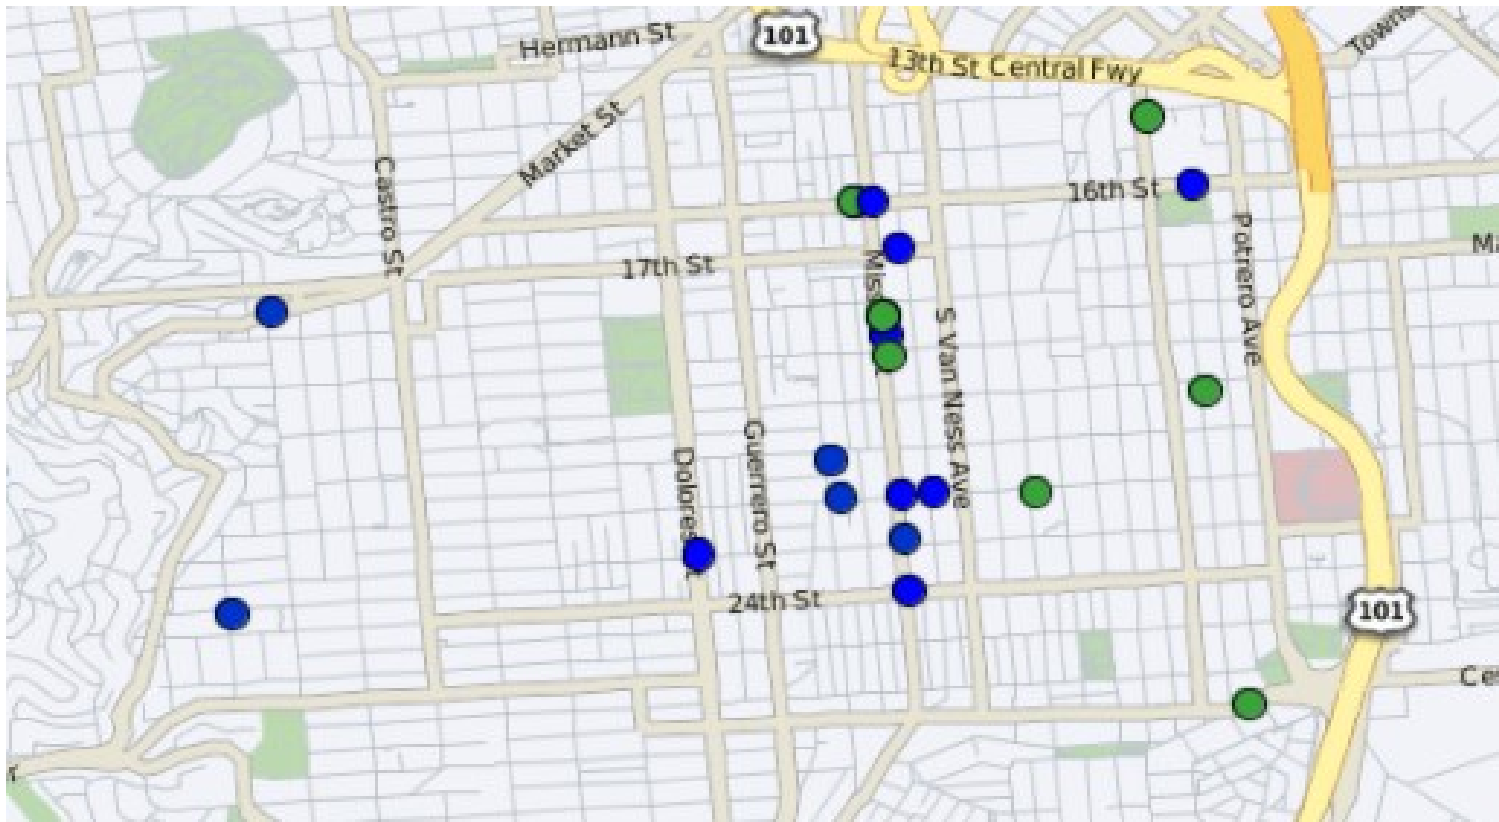 Hermann St
101
13th St Central Fwy
Market St
Castro St
16th St
17th St
Potrero Ave
S Van Ness Ave
Guerrero St
24th St
101